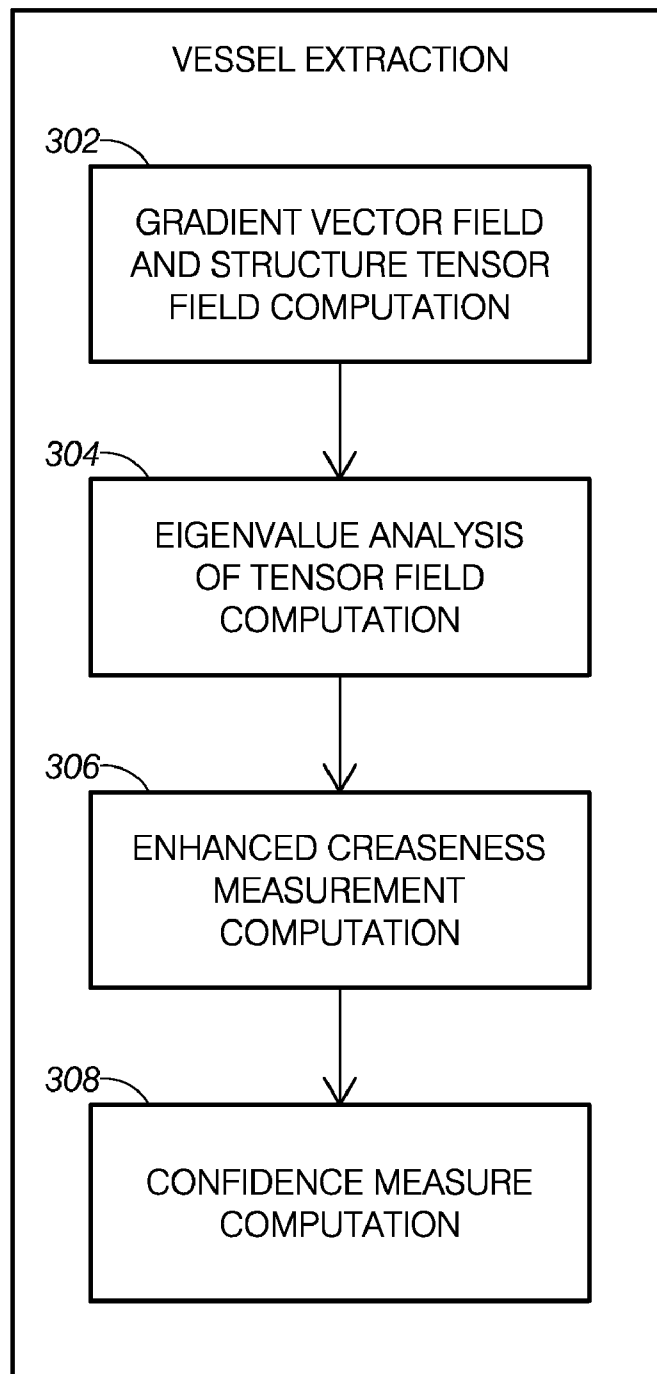 VESSEL EXTRACTION
302
GRADIENT VECTOR FIELD
AND STRUCTURE TENSOR
FIELD COMPUTATION
304
EIGENVALUE ANALYSIS
OF TENSOR FIELD
COMPUTATION
306
ENHANCED CREASENESS
MEASUREMENT
COMPUTATION
308
CONFIDENCE MEASURE
COMPUTATION